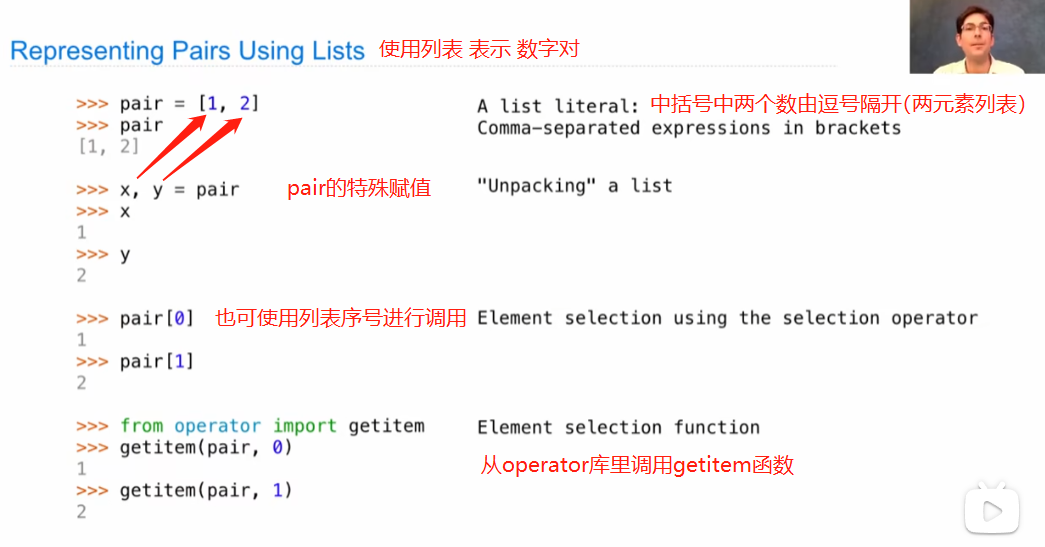 Representing Pairs Using Lists 使用列表 表示 数字对
>>> pair = [1, 2]
A list literal: 中括号中两个数由逗号隔开(两元素列表)
>>> pair
Comma-separated expressions in brackets
[1, 2]
>>> x, y = pair
pair的特殊赋值
"Unpacking" a list
>>> x
1
>>> y
2
>>> pair[0]
也可使用列表序号进行调用
Element selection using the selection operator
1
>>> pair[1]
2
>>> from operator import getitem
Element selection function
>>> getitem(pair, 0)
从operator库里调用getitem函数
1
>>> getitem(pair, 1)
2